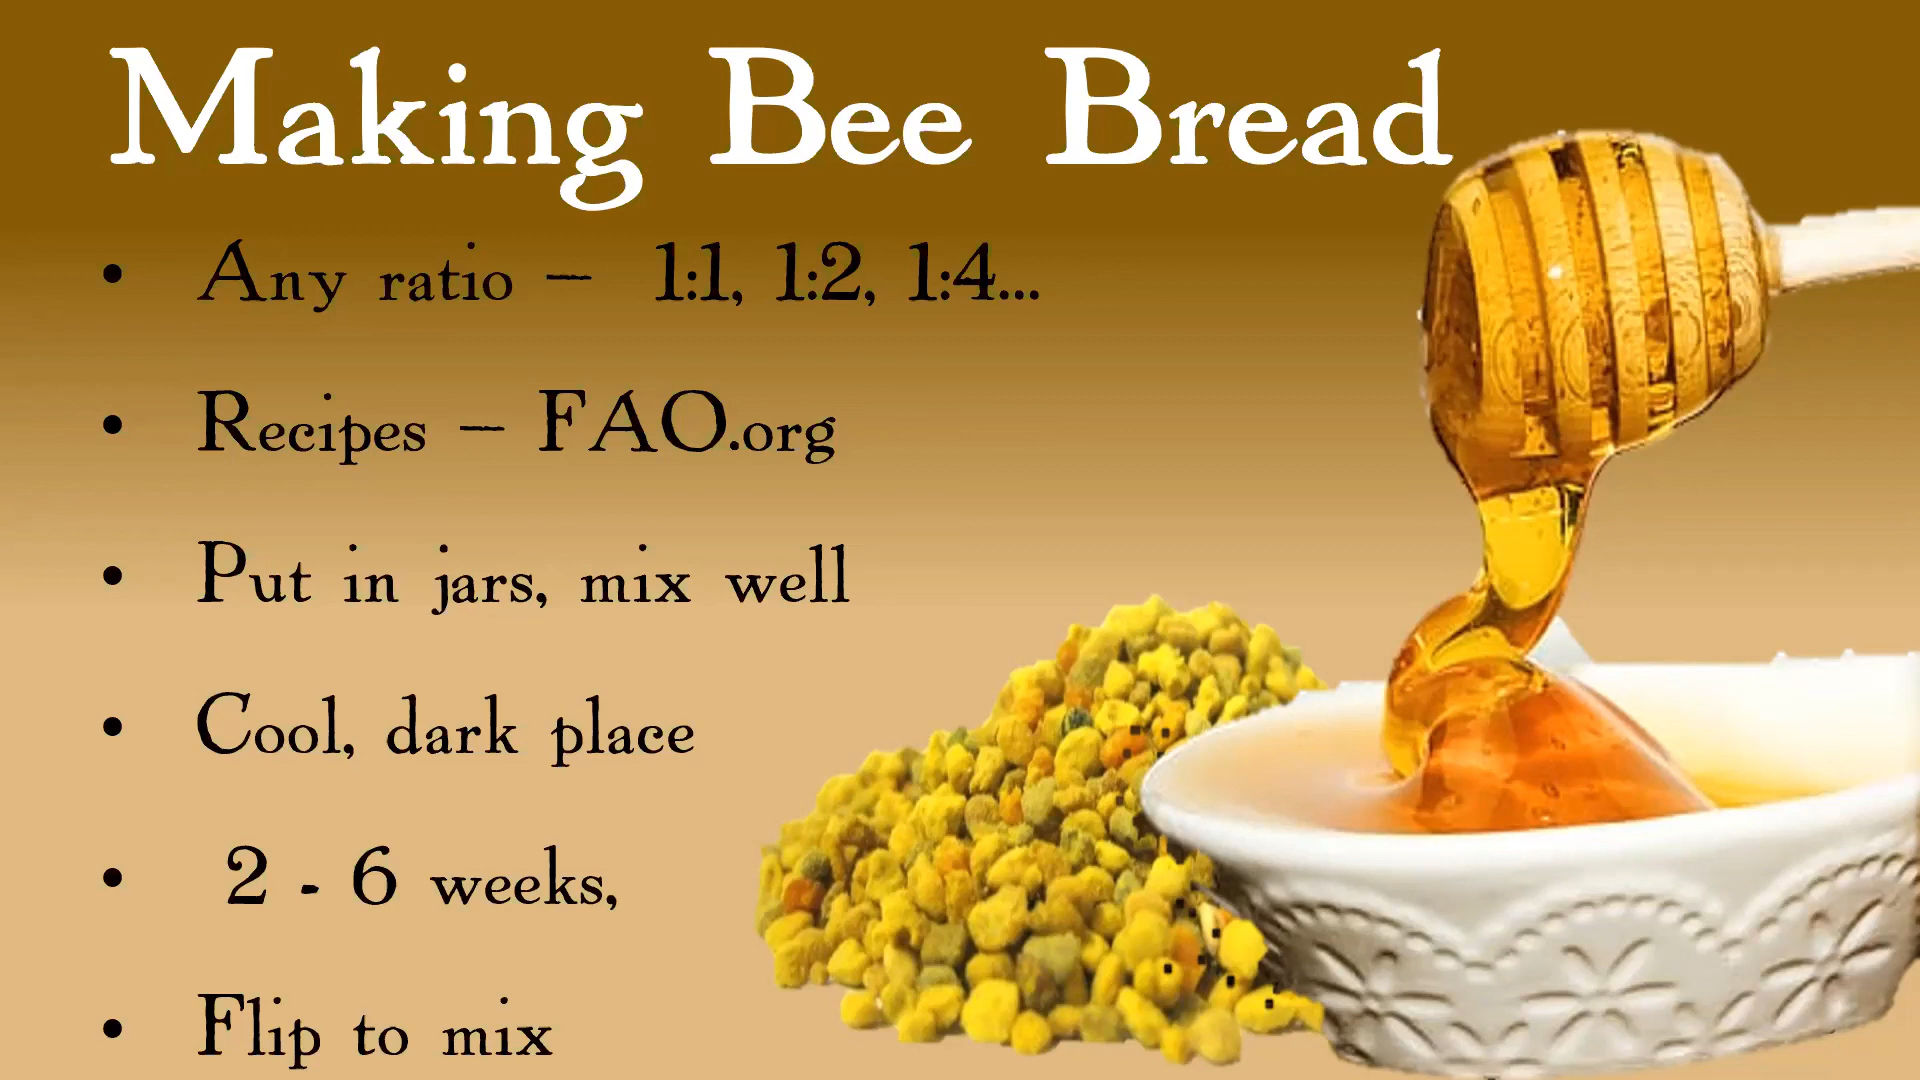 Making Bee Bread
• Any ratio – 1:1, 1:2, 1:4...
• Recipes – FAO.org
• Put in jars, mix well
• Cool, dark place
• 2 - 6 weeks,
• Flip to mix